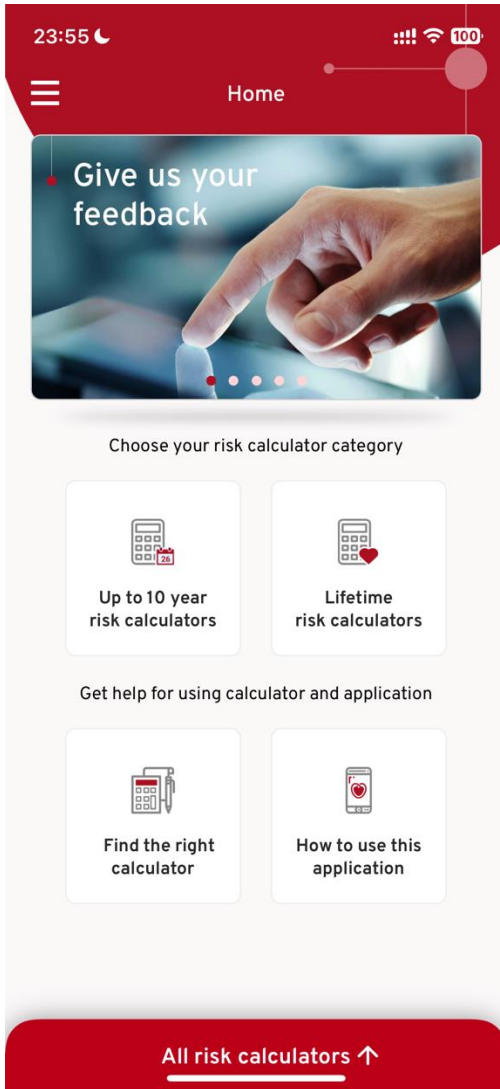 23:55
100
Home
Give us your
feedback
Choose your risk calculator category
26
Up to 10 year
risk calculators
Lifetime
risk calculators
Get help for using calculator and application
Find the right
calculator
How to use this
application
All risk calculators ↑